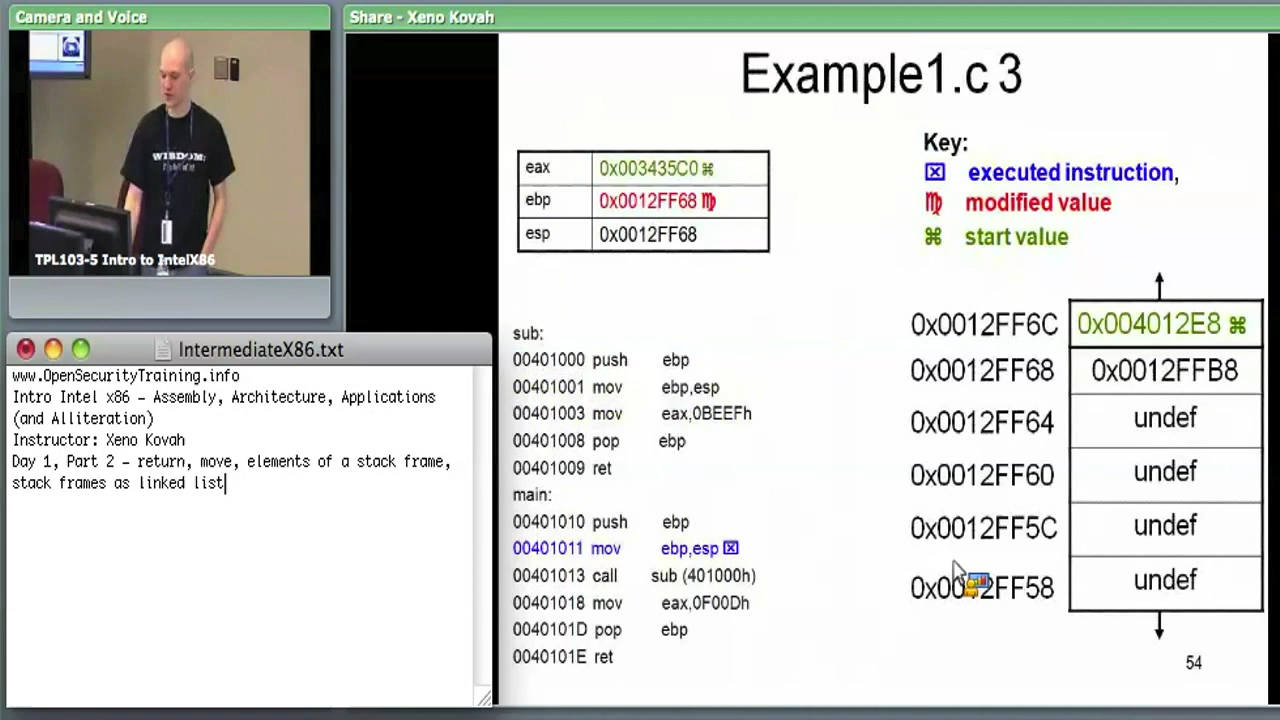 Camera and Voice
WISDOM:
TPL103-5 Intro to IntelX86
IntermediateX86.txt
www.OpenSecurityTraining.info
Intro Intel x86 – Assembly, Architecture, Applications
(and Alliteration)
Instructor: Xeno Kovah
Day 1, Part 2 – return, move, elements of a stack frame,
stack frames as linked list
Share - Xeno Kovah
Example1.c 3
eax 0x003435C0 ⌘
ebp 0x0012FF68 ♍
esp 0x0012FF68
Key:
⌧ executed instruction,
♍ modified value
⌘ start value
sub:
00401000 push ebp
00401001 mov ebp,esp
00401003 mov eax,0BEEFh
00401008 pop ebp
00401009 ret
main:
00401010 push ebp
00401011 mov ebp,esp ⌧
00401013 call sub (401000h)
00401018 mov eax,0F00Dh
0040101D pop ebp
0040101E ret
0x0012FF6C 0x004012E8 ⌘
0x0012FF68 0x0012FFB8
0x0012FF64 undef
0x0012FF60 undef
0x0012FF5C undef
0x0012FF58 undef
54